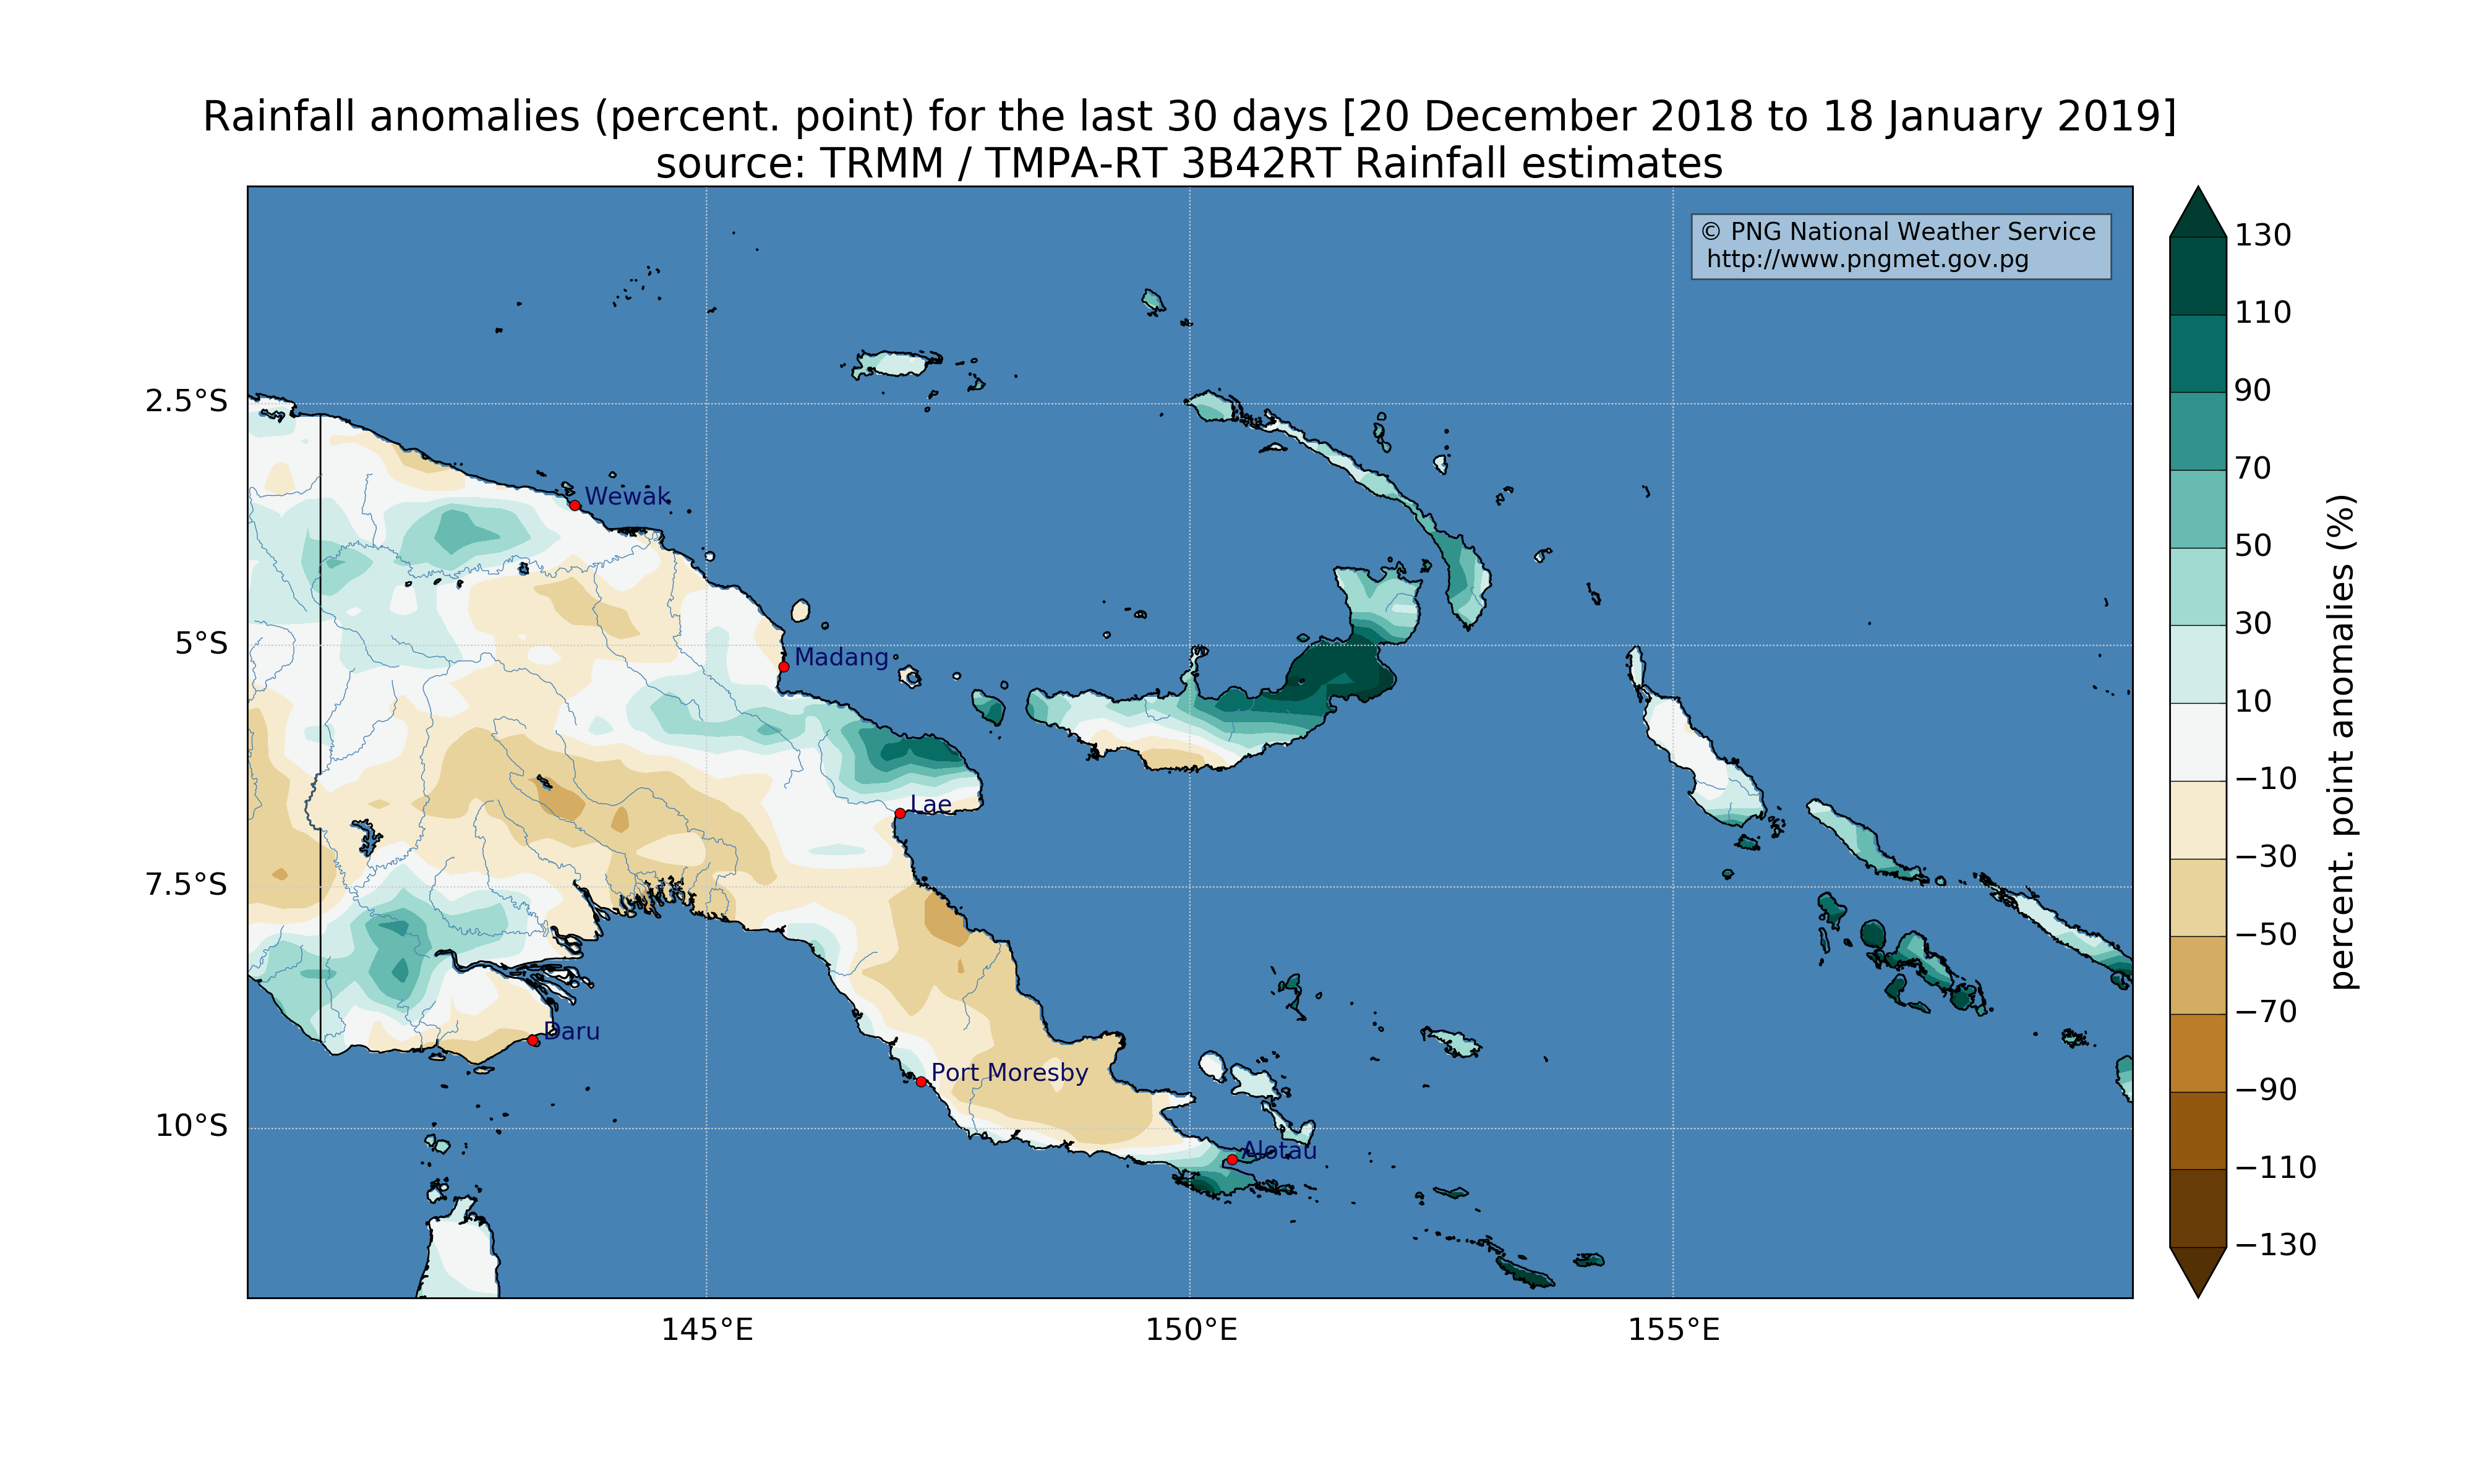 Rainfall anomalies (percent. point) for the last 30 days [20 December 2018 to 18 January 2019]
source: TRMM / TMPA-RT 3B42RT Rainfall estimates
© PNG National Weather Service
http://www.pngmet.gov.pg
2.5°S
5°S
7.5°S
10°S
Wewak
Madang
Lae
Daru
Port Moresby
Alotau
145°E
150°E
155°E
130
110
90
70
50
30
10
−10
−30
−50
−70
−90
−110
−130
percent. point anomalies (%)